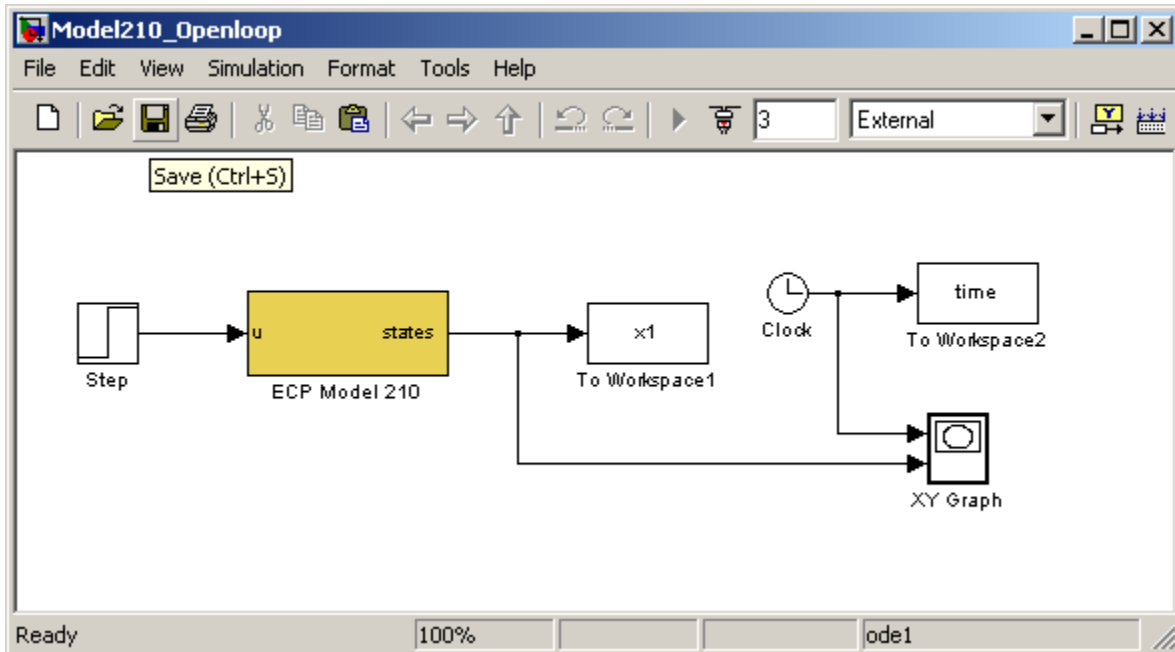 Model210_Openloop
File Edit View Simulation Format Tools Help
3 External
Save (Ctrl+S)
u states
x1
time
Step
ECP Model 210
To Workspace1
Clock
To Workspace2
XY Graph
Ready 100% ode1